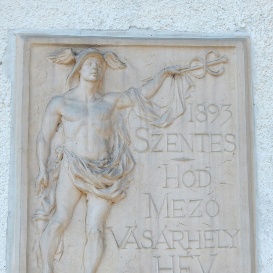 1893
SZENTES
HÓD
MEZŐ
VÁSÁRHELY
HÉV